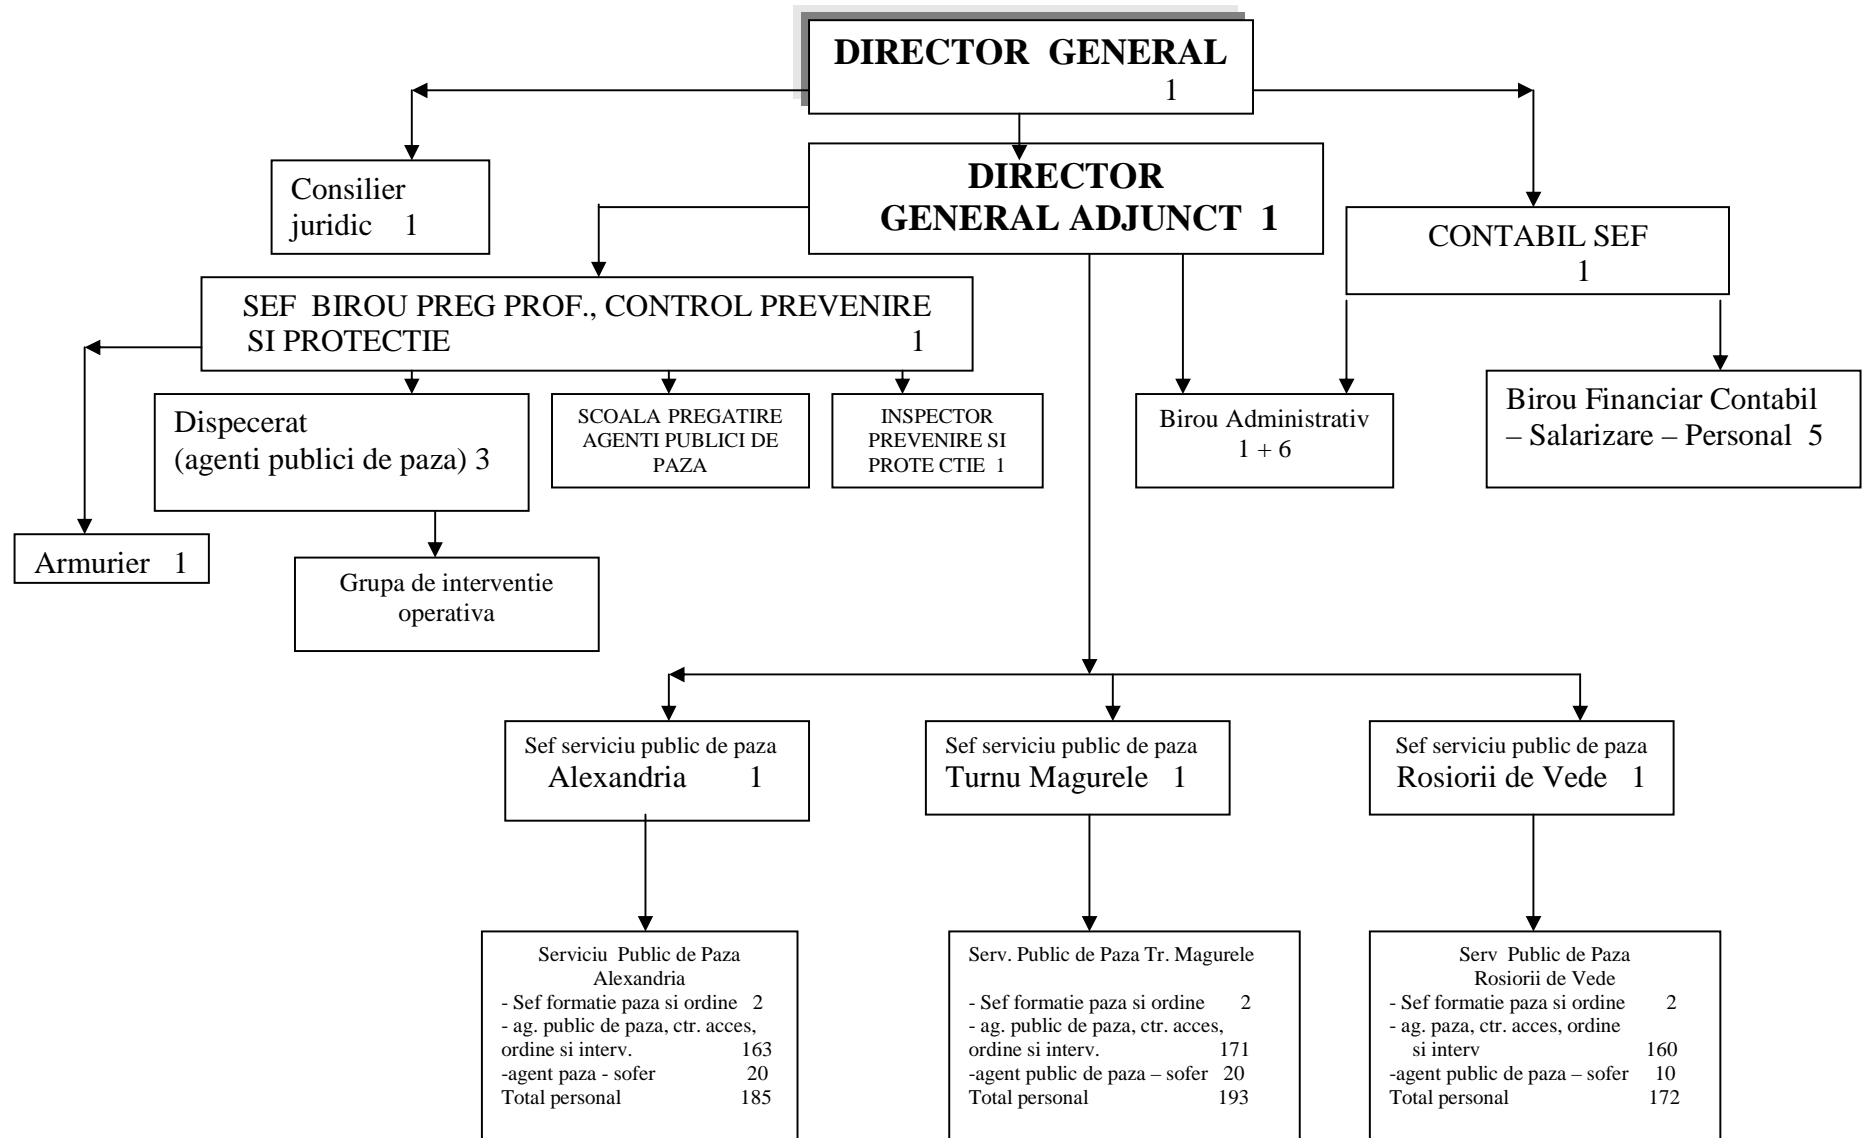 DIRECTOR GENERAL
1
Consilier
juridic 1
DIRECTOR
GENERAL ADJUNCT 1
CONTABIL SEF
1
SEF BIROU PREG PROF., CONTROL PREVENIRE
SI PROTECTIE 1
Dispecerat
(agenti publici de paza) 3
SCOALA PREGATIRE
AGENTI PUBLICI DE
PAZA
INSPECTOR
PREVENIRE SI
PROTE CTIE 1
Birou Administrativ
1 + 6
Birou Financiar Contabil
– Salarizare – Personal 5
Armurier 1
Grupa de interventie
operativa
Sef serviciu public de paza
Alexandria 1
Sef serviciu public de paza
Turnu Magurele 1
Sef serviciu public de paza
Rosiorii de Vede 1
Serviciu Public de Paza
Alexandria
- Sef formatie paza si ordine 2
- ag. public de paza, ctr. acces,
ordine si interv. 163
-agent paza - sofer 20
Total personal 185
Serv. Public de Paza Tr. Magurele
- Sef formatie paza si ordine 2
- ag. public de paza, ctr. acces,
ordine si interv. 171
-agent public de paza – sofer 20
Total personal 193
Serv Public de Paza
Rosiorii de Vede
- Sef formatie paza si ordine 2
- ag. paza, ctr. acces, ordine
si interv 160
-agent public de paza – sofer 10
Total personal 172